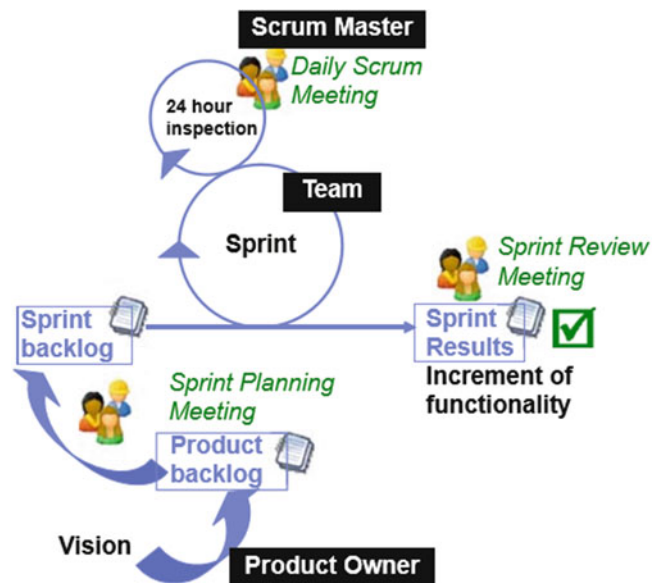 Scrum Master
Daily Scrum
Meeting
24 hour
inspection
Team
Sprint
Sprint Review
Meeting
Sprint
backlog
Sprint
Results
Increment of
functionality
Sprint Planning
Meeting
Product
backlog
Vision
Product Owner